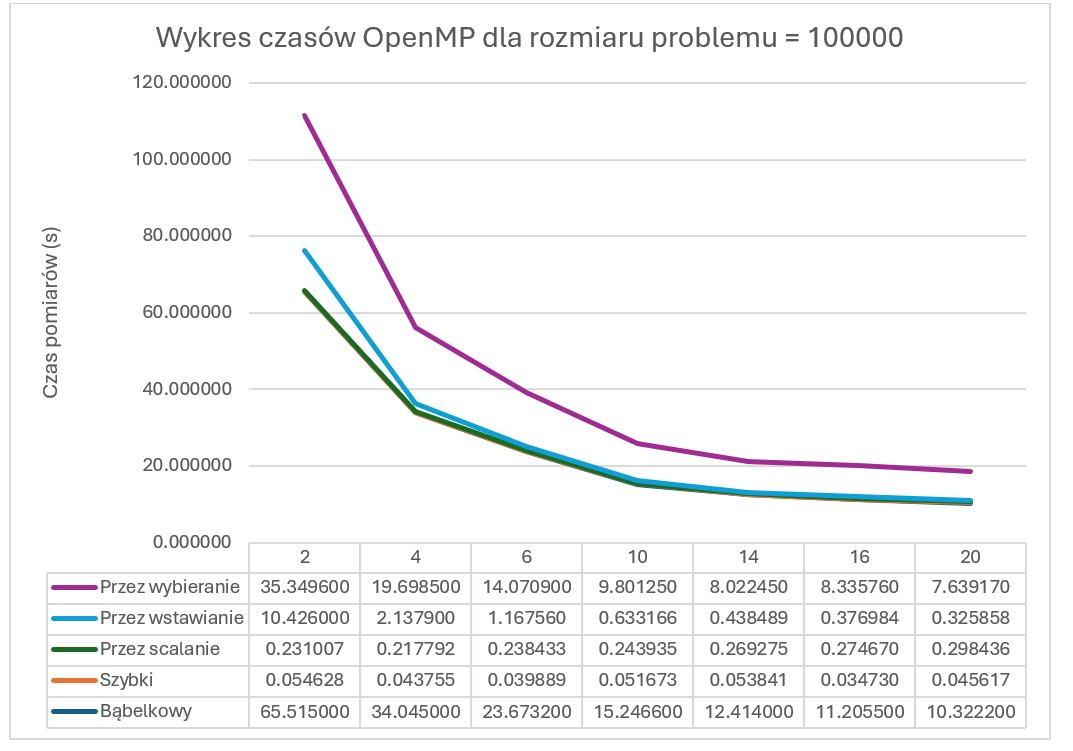 Wykres czasów OpenMP dla rozmiaru problemu = 100000
120.000000
100.000000
80.000000
60.000000
40.000000
20.000000
0.000000
Czas pomiarów (s)
2 4 6 10 14 16 20
Przez wybieranie 35.349600 19.698500 14.070900 9.801250 8.022450 8.335760 7.639170
Przez wstawianie 10.426000 2.137900 1.167560 0.633166 0.438489 0.376984 0.325858
Przez scalanie 0.231007 0.217792 0.238433 0.243935 0.269275 0.274670 0.298436
Szybki 0.054628 0.043755 0.039889 0.051673 0.053841 0.034730 0.045617
Bąbelkowy 65.515000 34.045000 23.673200 15.246600 12.414000 11.205500 10.322200